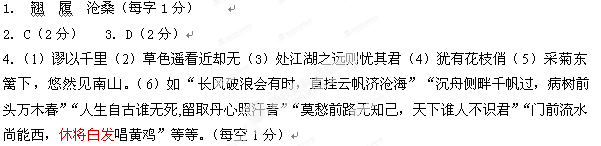 1. 翘 履 沧桑（每字1分）
2. C（2分） 3. D（2分）
4.（1）谬以千里（2）草色遥看近却无（3）处江湖之远则忧其君（4）犹有花枝俏（5）采菊东
篱下，悠然见南山。（6）如“长风破浪会有时，直挂云帆济沧海”“沉舟侧畔千帆过，病树前
头万木春”“人生自古谁无死,留取丹心照汗青”“莫愁前路无知己，天下谁人不识君”“门前流水
尚能西，休将白发唱黄鸡”等等。（每空1分）